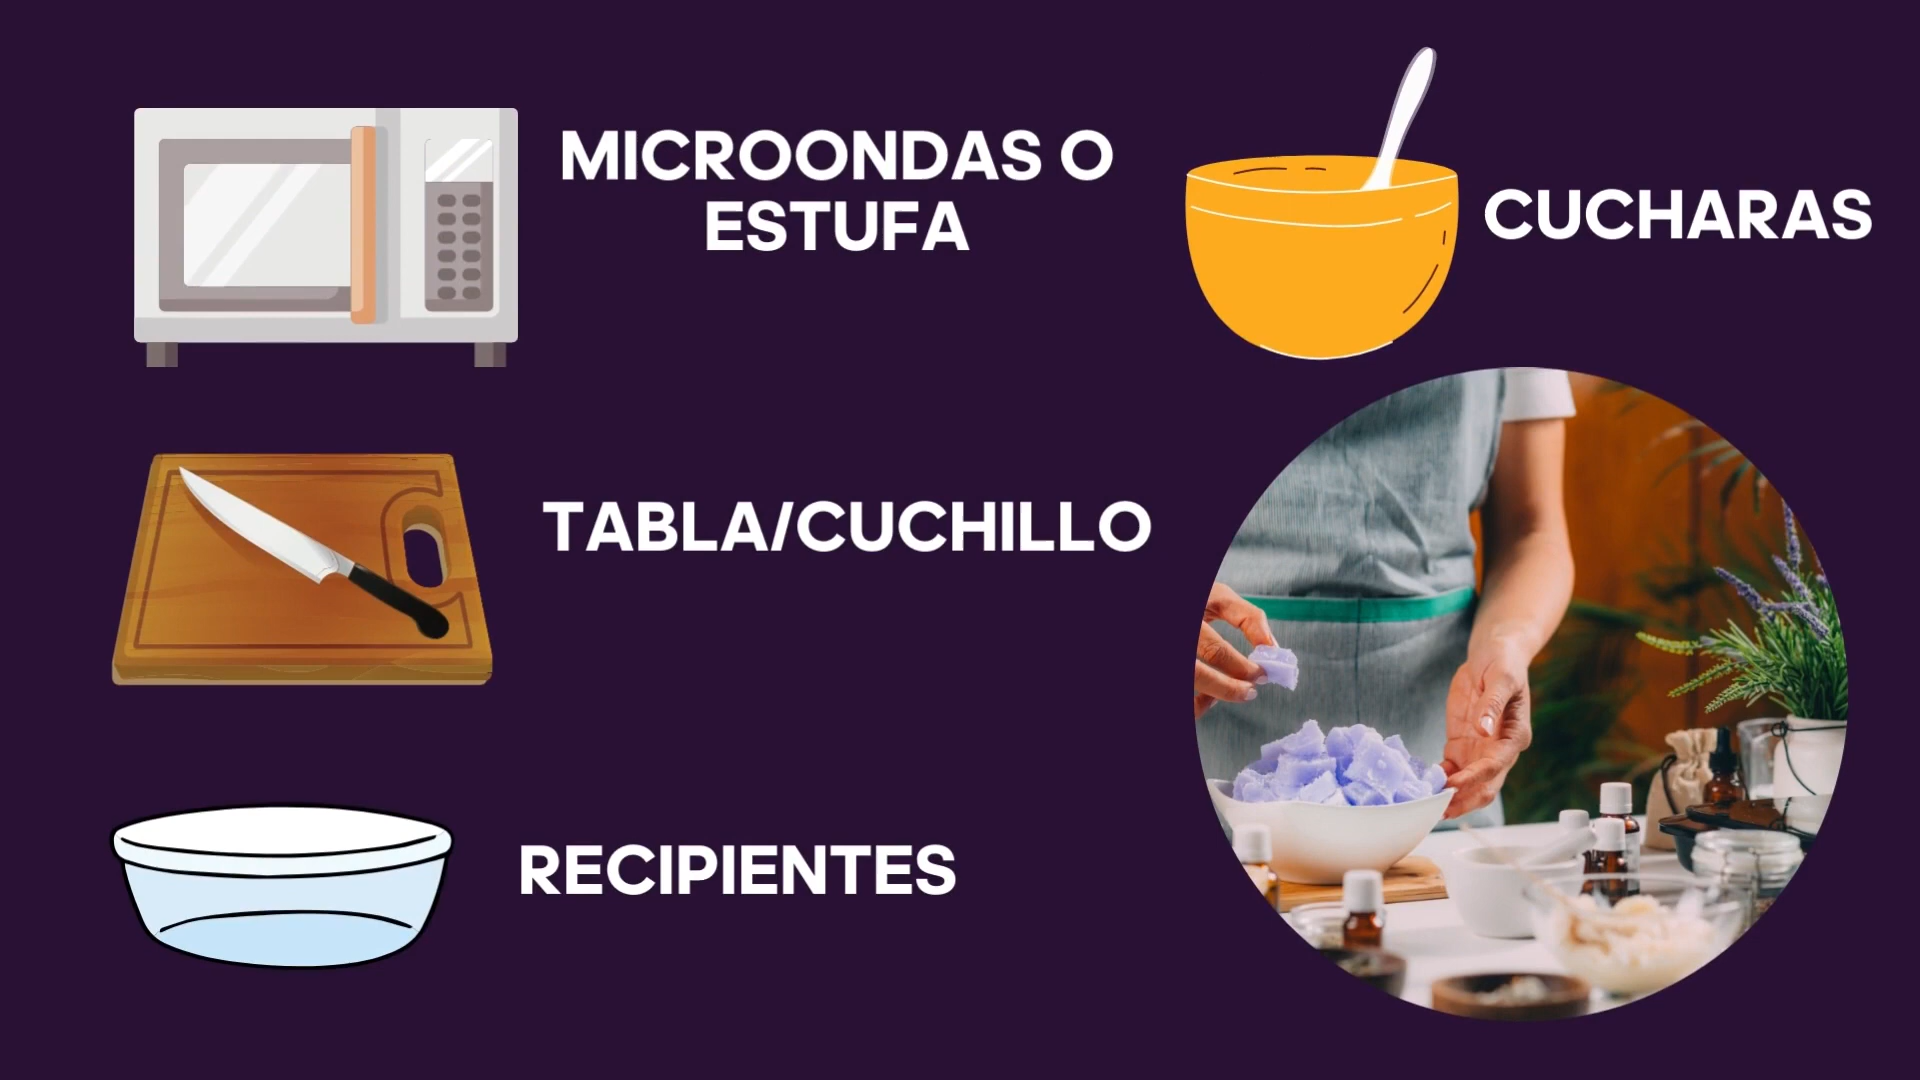 MICROONDAS O
ESTUFA
CUCHARAS
TABLA/CUCHILLO
RECIPIENTES